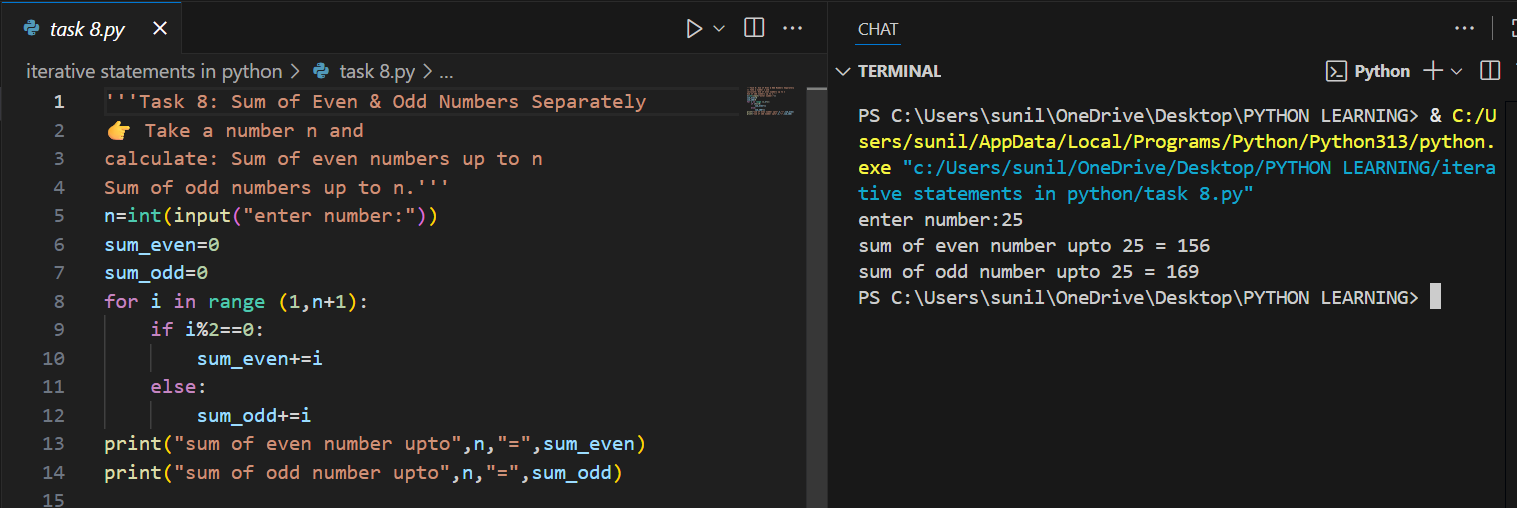 task 8.py
iterative statements in python > task 8.py > ...
1 '''Task 8: Sum of Even & Odd Numbers Separately
2 👉 Take a number n and
3 calculate: Sum of even numbers up to n
4 Sum of odd numbers up to n.'''
5 n=int(input("enter number:"))
6 sum_even=0
7 sum_odd=0
8 for i in range (1,n+1):
9     if i%2==0:
10         sum_even+=i
11     else:
12         sum_odd+=i
13 print("sum of even number upto",n,"=",sum_even)
14 print("sum of odd number upto",n,"=",sum_odd)
15
CHAT
TERMINAL
Python
PS C:\Users\sunil\OneDrive\Desktop\PYTHON LEARNING> & C:/U
sers/sunil/AppData/Local/Programs/Python/Python313/python.
exe "c:/Users/sunil/OneDrive/Desktop/PYTHON LEARNING/itera
tive statements in python/task 8.py"
enter number:25
sum of even number upto 25 = 156
sum of odd number upto 25 = 169
PS C:\Users\sunil\OneDrive\Desktop\PYTHON LEARNING>